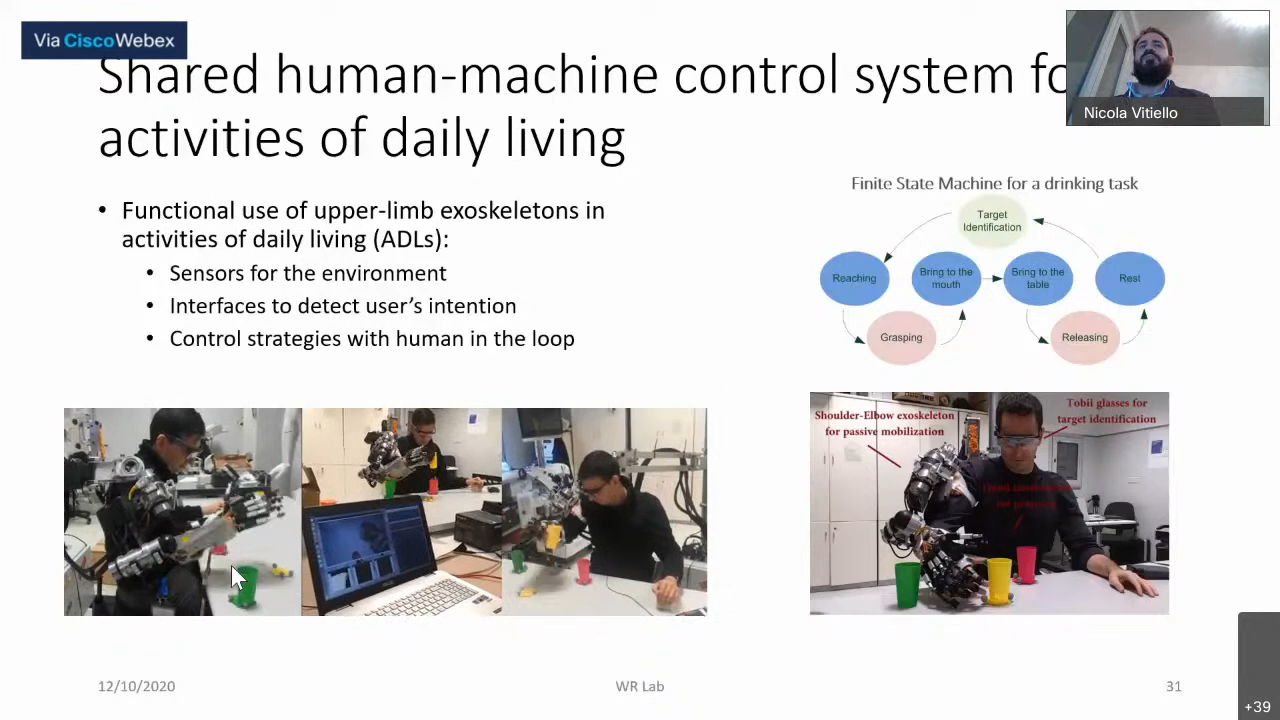 Via Cisco Webex
Shared human-machine control system fo
activities of daily living
Nicola Vitiello
• Functional use of upper-limb exoskeletons in
activities of daily living (ADLs):
• Sensors for the environment
• Interfaces to detect user's intention
• Control strategies with human in the loop
Finite State Machine for a drinking task
Target
Identification
Reaching
Bring to the
mouth
Bring to the
table
Rest
Grasping
Releasing
Shoulder-Elbow exoskeleton
for passive mobilization
Tobii glasses for
target identification
12/10/2020
WR Lab
31
+39